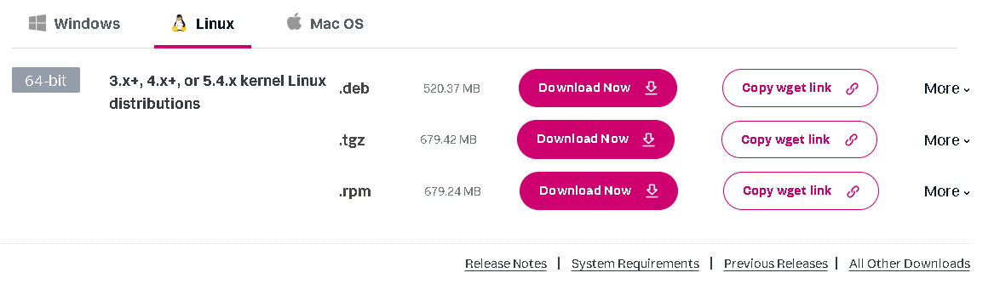 Windows Linux Mac OS
64-bit 3.x+, 4.x+, or 5.4.x kernel Linux .deb 520.37 MB Download Now Copy wget link More
distributions
.tgz 679.42 MB Download Now Copy wget link More
.rpm 679.24 MB Download Now Copy wget link More
Release Notes | System Requirements | Previous Releases | All Other Downloads